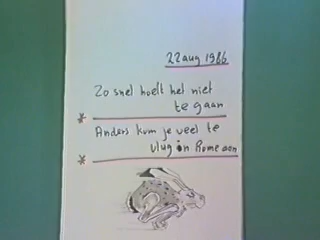 22 aug 1986
Zo snel hoeft het niet
te gaan
* Anders kom je veel te
* vlug in Rome aan